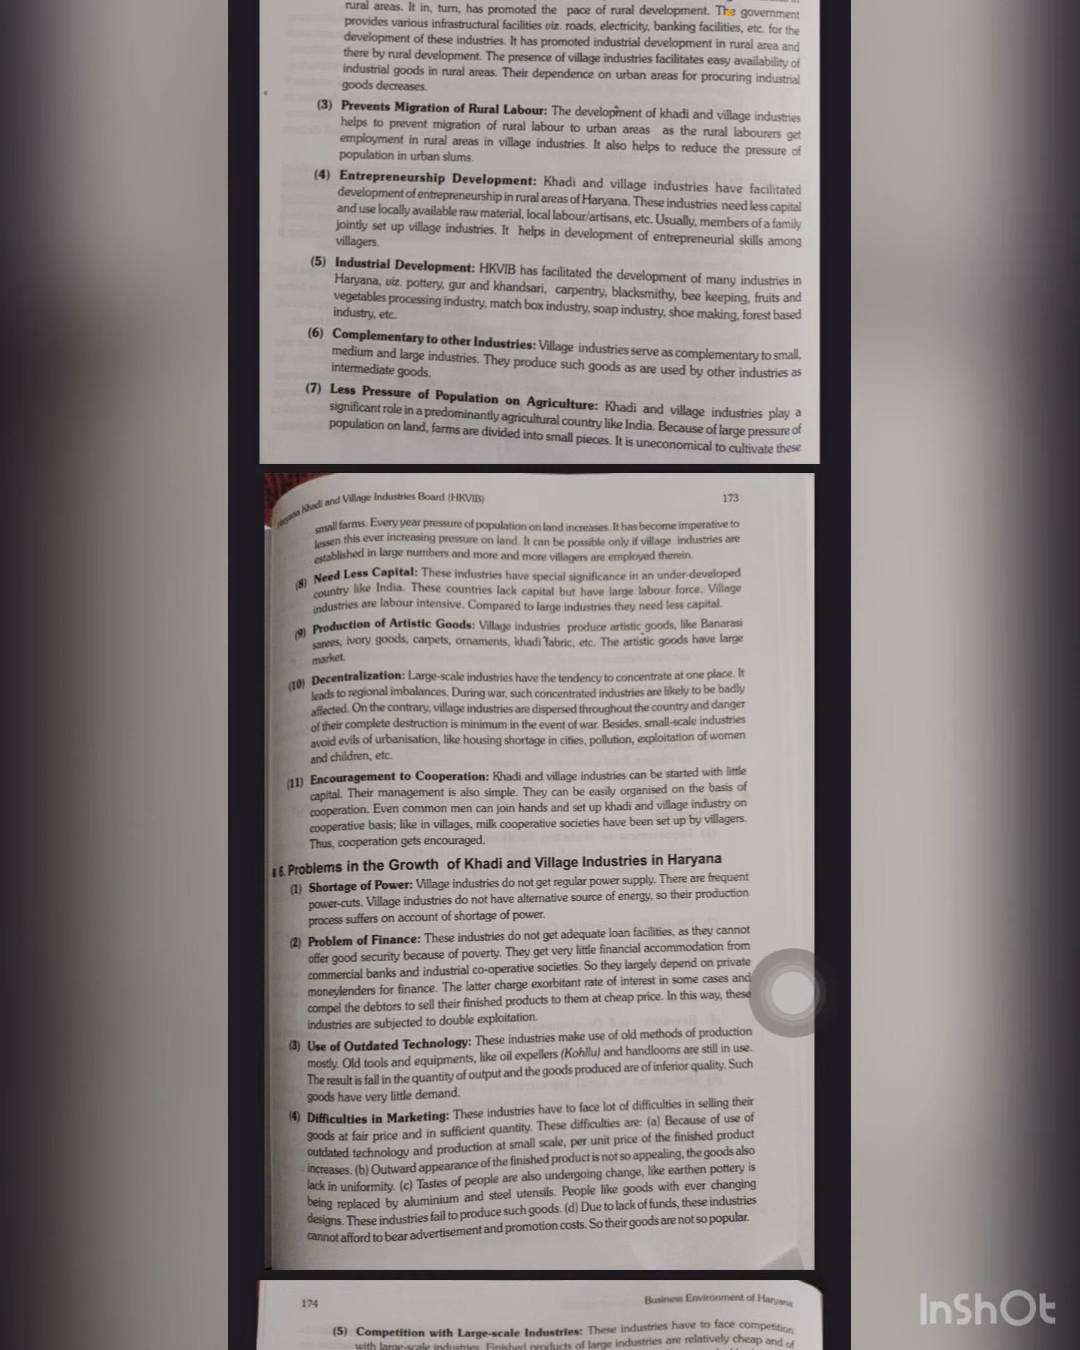 rural areas. It in, turn, has promoted the pace of rural development. The government
provides various infrastructural facilities viz. roads, electricity, banking facilities, etc. for the
development of these industries. It has promoted industrial development in rural area and
there by rural development. The presence of village industries facilitates easy availability of
industrial goods in rural areas. Their dependence on urban areas for procuring industrial
goods decreases.
(3) Prevents Migration of Rural Labour: The development of khadi and village industries
helps to prevent migration of rural labour to urban areas as the rural labourers get
employment in rural areas in village industries. It also helps to reduce the pressure of
population in urban slums.
(4) Entrepreneurship Development: Khadi and village industries have facilitated
development of entrepreneurship in rural areas of Haryana. These industries need less capital
and use locally available raw material, local labour/artisans, etc. Usually, members of a family
jointly set up village industries. It helps in development of entrepreneurial skills among
villagers.
(5) Industrial Development: HKVIB has facilitated the development of many industries in
Haryana, viz. pottery, gur and khandsari, carpentry, blacksmithy, bee keeping, fruits and
vegetables processing industry, match box industry, soap industry, shoe making, forest based
industry, etc.
(6) Complementary to other Industries: Village industries serve as complementary to small,
medium and large industries. They produce such goods as are used by other industries as
intermediate goods.
(7) Less Pressure of Population on Agriculture: Khadi and village industries play a
significant role in a predominantly agricultural country like India. Because of large pressure of
population on land, farms are divided into small pieces. It is uneconomical to cultivate these
Haryana Khadi and Village Industries Board (HKVIB) 173
small farms. Every year pressure of population on land increases. It has become imperative to
lessen this ever increasing pressure on land. It can be possible only if village industries are
established in large numbers and more and more villagers are employed therein.
(8) Need Less Capital: These industries have special significance in an under-developed
country like India. These countries lack capital but have large labour force. Village
industries are labour intensive. Compared to large industries they need less capital.
(9) Production of Artistic Goods: Village industries produce artistic goods, like Banarasi
sarees, ivory goods, carpets, ornaments, khadi fabric, etc. The artistic goods have large
market.
(10) Decentralization: Large-scale industries have the tendency to concentrate at one place. It
leads to regional imbalances. During war, such concentrated industries are likely to be badly
affected. On the contrary, village industries are dispersed throughout the country and danger
of their complete destruction is minimum in the event of war. Besides, small-scale industries
avoid evils of urbanisation, like housing shortage in cities, pollution, exploitation of women
and children, etc.
(11) Encouragement to Cooperation: Khadi and village industries can be started with little
capital. Their management is also simple. They can be easily organised on the basis of
cooperation. Even common men can join hands and set up khadi and village industry on
cooperative basis; like in villages, milk cooperative societies have been set up by villagers.
Thus, cooperation gets encouraged.
6. Problems in the Growth of Khadi and Village Industries in Haryana
(1) Shortage of Power: Village industries do not get regular power supply. There are frequent
power-cuts. Village industries do not have alternative source of energy, so their production
process suffers on account of shortage of power.
(2) Problem of Finance: These industries do not get adequate loan facilities, as they cannot
offer good security because of poverty. They get very little financial accommodation from
commercial banks and industrial co-operative societies. So they largely depend on private
moneylenders for finance. The latter charge exorbitant rate of interest in some cases and
compel the debtors to sell their finished products to them at cheap price. In this way, these
industries are subjected to double exploitation.
(3) Use of Outdated Technology: These industries make use of old methods of production
mostly. Old tools and equipments, like oil expellers (Kohllu) and handlooms are still in use.
The result is fall in the quantity of output and the goods produced are of inferior quality. Such
goods have very little demand.
(4) Difficulties in Marketing: These industries have to face lot of difficulties in selling their
goods at fair price and in sufficient quantity. These difficulties are: (a) Because of use of
outdated technology and production at small scale, per unit price of the finished product
increases. (b) Outward appearance of the finished product is not so appealing, the goods also
lack in uniformity. (c) Tastes of people are also undergoing change, like earthen pottery is
being replaced by aluminium and steel utensils. People like goods with ever changing
designs. These industries fail to produce such goods. (d) Due to lack of funds, these industries
cannot afford to bear advertisement and promotion costs. So their goods are not so popular.
174 Business Environment of Haryana
(5) Competition with Large-scale Industries: These industries have to face competition
with large-scale industries. Finished products of large industries are relatively cheap and of
InShOt